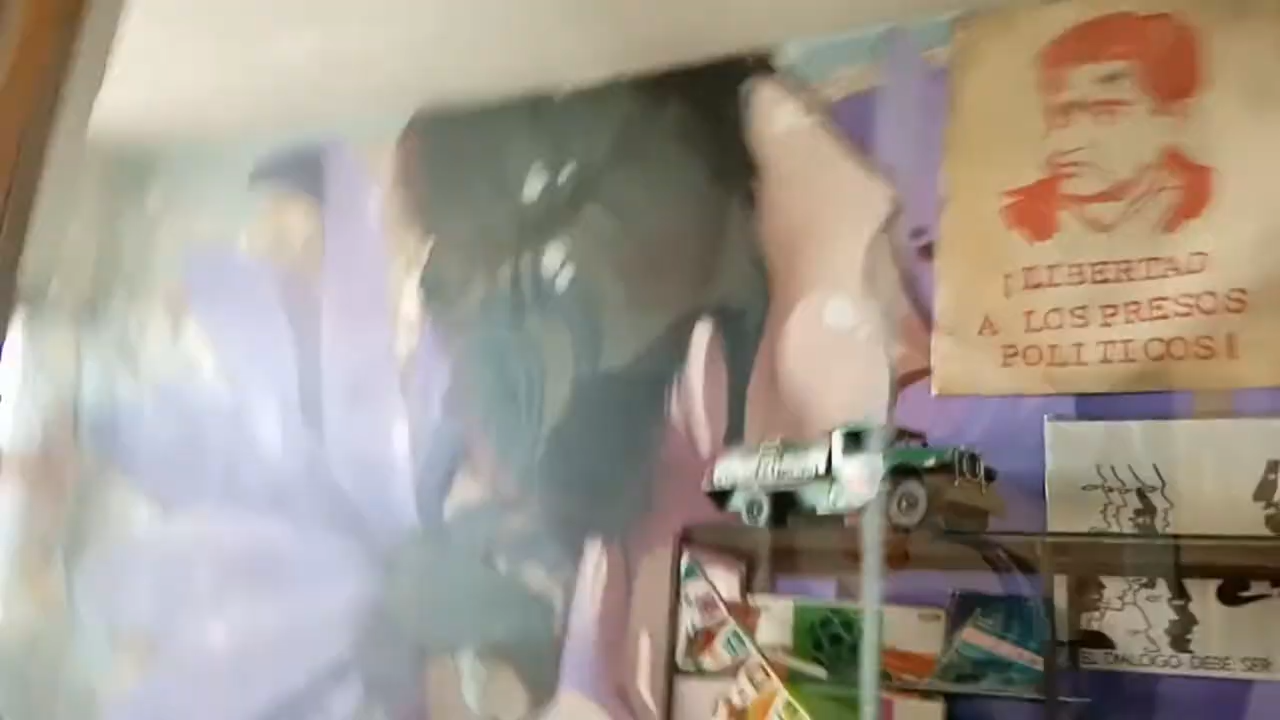 ¡LIBERTAD
A LOS PRESOS
POLITICOS!
EL DIALOGO DEBE SER